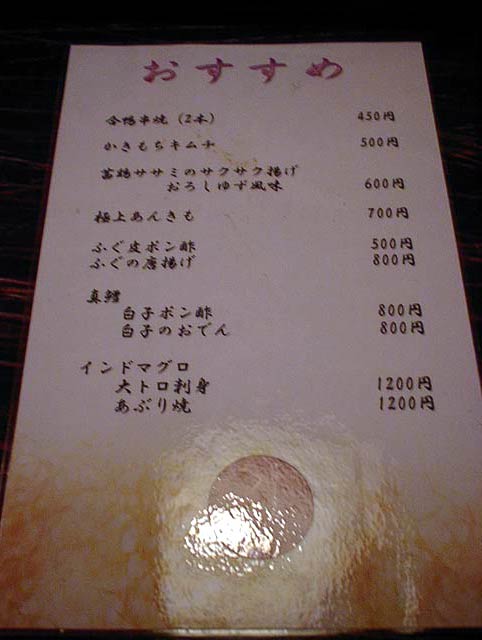 おすすめ
合鴨串焼（2本） 450円
かきもちキムチ 500円
若鶏ササミのサクサク揚げ
おろしゆず風味 600円
極上あんきも 700円
ふぐ皮ポン酢 500円
ふぐの唐揚げ 800円
真鱈
白子ポン酢 800円
白子のおでん 800円
インドマグロ
大トロ刺身 1200円
あぶり焼 1200円